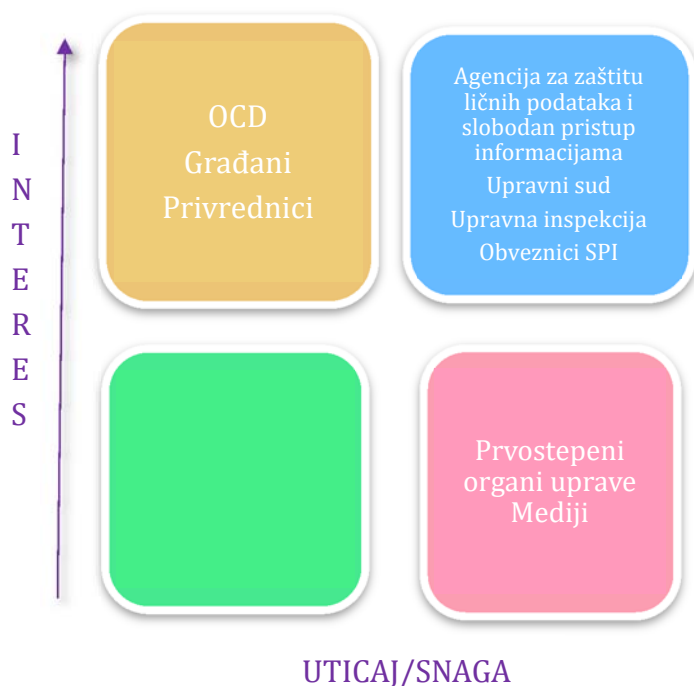 I
N
T
E
R
E
S
OCD
Građani
Privrednici
Agencija za zaštitu
ličnih podataka i
slobodan pristup
informacijama
Upravni sud
Upravna inspekcija
Obveznici SPI
Prvostepeni
organi uprave
Mediji
UTICAJ/SNAGA